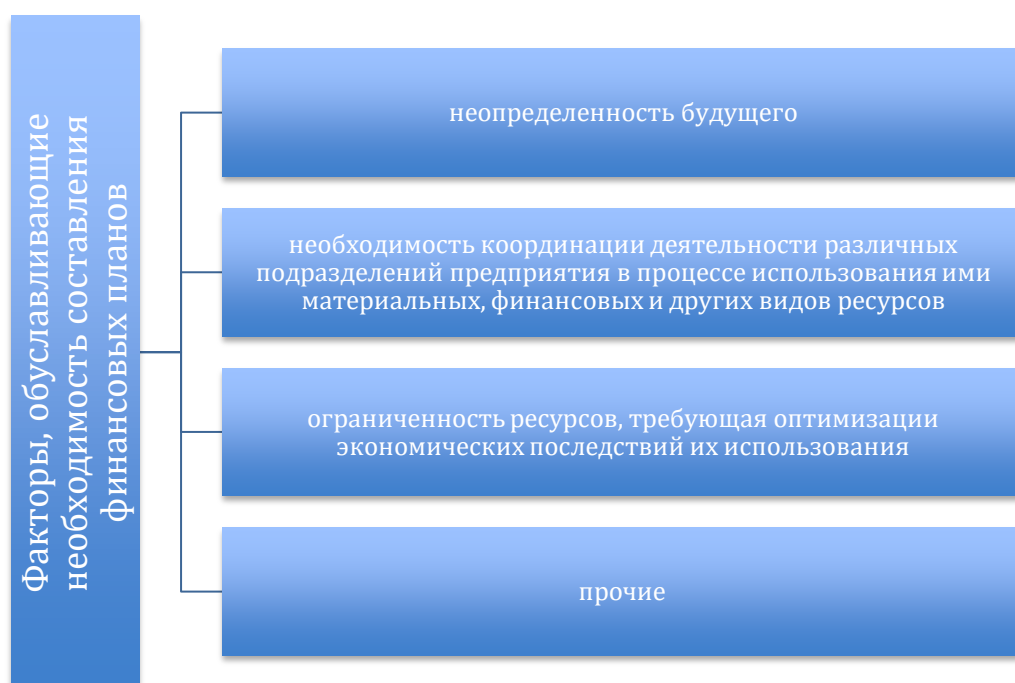 Факторы, обуславливающие
необходимость составления
финансовых планов
неопределенность будущего
необходимость координации деятельности различных
подразделений предприятия в процессе использования ими
материальных, финансовых и других видов ресурсов
ограниченность ресурсов, требующая оптимизации
экономических последствий их использования
прочие